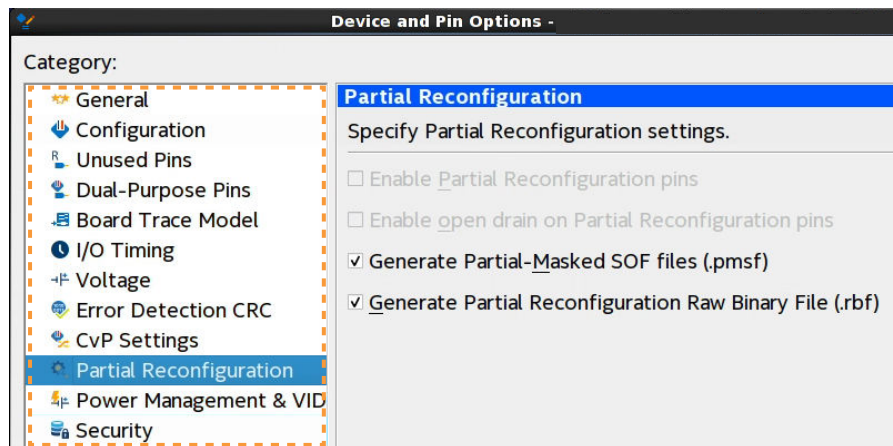 Device and Pin Options -
Category:
General
Configuration
Unused Pins
Dual-Purpose Pins
Board Trace Model
I/O Timing
Voltage
Error Detection CRC
CvP Settings
Partial Reconfiguration
Power Management & VID
Security
Partial Reconfiguration
Specify Partial Reconfiguration settings.
Enable Partial Reconfiguration pins
Enable open drain on Partial Reconfiguration pins
Generate Partial-Masked SOF files (.pmsf)
Generate Partial Reconfiguration Raw Binary File (.rbf)